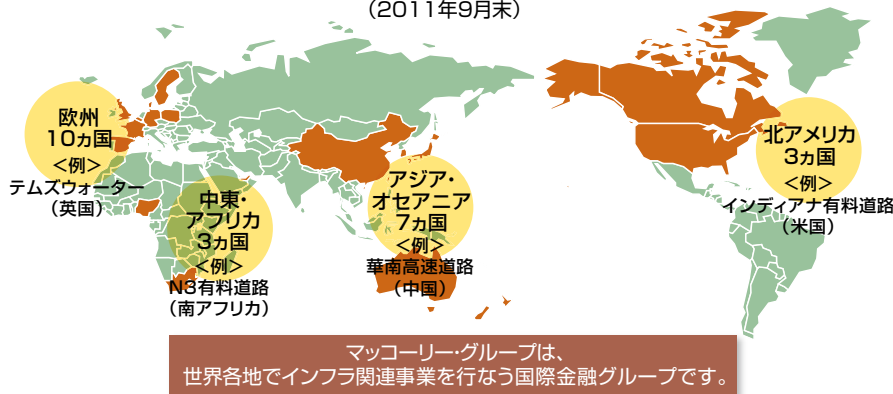 （2011年9月末）
欧州
10ヵ国
＜例＞
テムズウォーター
（英国）
中東・
アフリカ
3ヵ国
＜例＞
N3有料道路
（南アフリカ）
アジア・
オセアニア
7ヵ国
＜例＞
華南高速道路
（中国）
北アメリカ
3ヵ国
＜例＞
インディアナ有料道路
（米国）
マッコーリー・グループは、
世界各地でインフラ関連事業を行なう国際金融グループです。